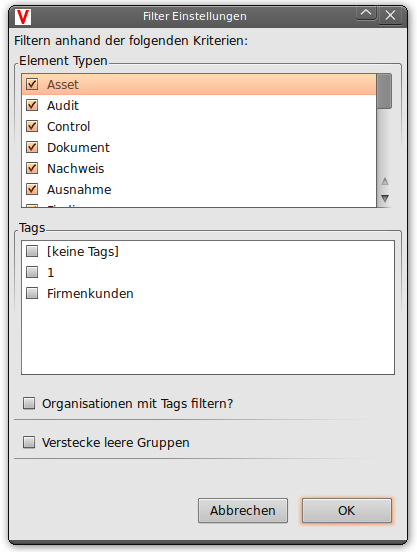 Filter Einstellungen
Filtern anhand der folgenden Kriterien:
Element Typen
Asset
Audit
Control
Dokument
Nachweis
Ausnahme
Tags
[keine Tags]
1
Firmenkunden
Organisationen mit Tags filtern?
Verstecke leere Gruppen
Abbrechen OK